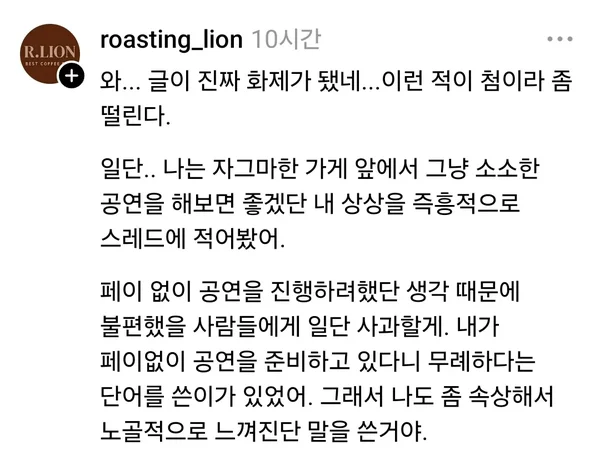 R.LION
BEST COFFEE
roasting_lion 10시간
와... 글이 진짜 화제가 됐네...이런 적이 첨이라 좀
떨린다.
일단.. 나는 자그마한 가게 앞에서 그냥 소소한
공연을 해보면 좋겠단 내 상상을 즉흥적으로
스레드에 적어봤어.
페이 없이 공연을 진행하려했단 생각 때문에
불편했을 사람들에게 일단 사과할게. 내가
페이없이 공연을 준비하고 있다니 무례하다는
단어를 쓴이가 있었어. 그래서 나도 좀 속상해서
노골적으로 느껴진단 말을 쓴거야.